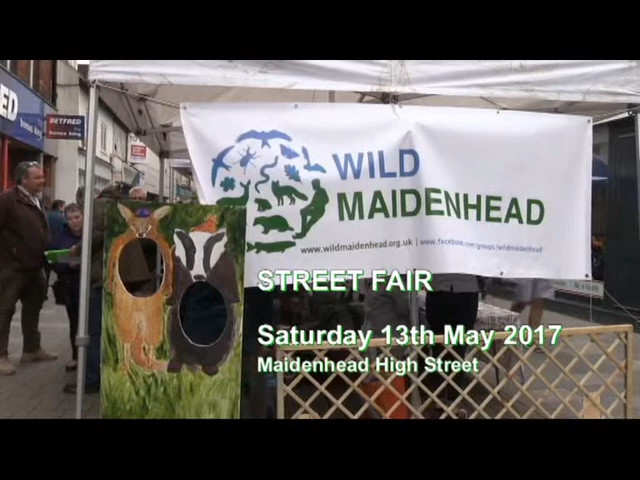 BETFRED
WILD
MAIDENHEAD
www.wildmaidenhead.org.uk | www.facebook.com/groups/wildmaidenhead
STREET FAIR
Saturday 13th May 2017
Maidenhead High Street